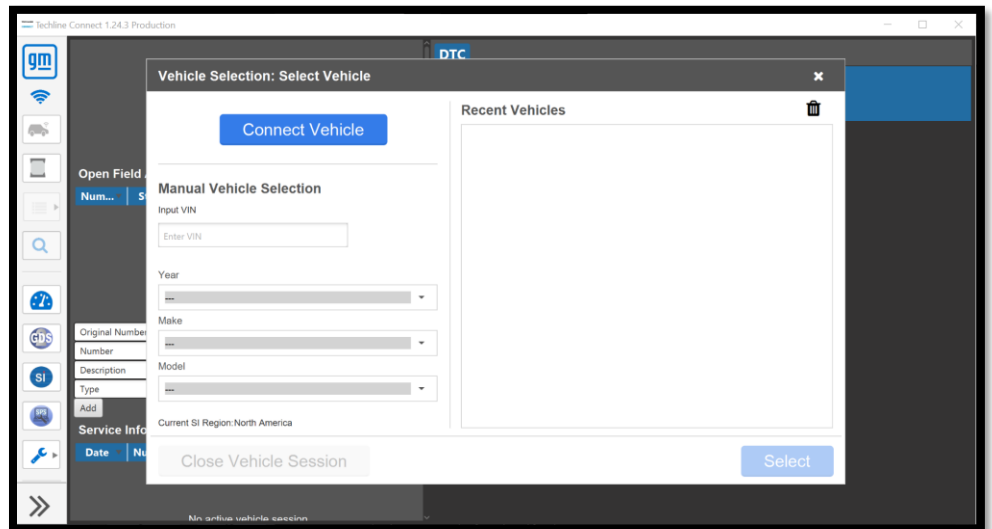 Techline Connect 1.24.3 Production
gm
DTC
Vehicle Selection: Select Vehicle
Connect Vehicle
Recent Vehicles
Open Field
Manual Vehicle Selection
Num...
Input VIN
Enter VIN
Year
---
Make
---
Model
---
Current SI Region:North America
GDS
SI
SPS
Original Number
Number
Description
Type
Add
Service Info
Date
Close Vehicle Session
Select
No active vehicle session